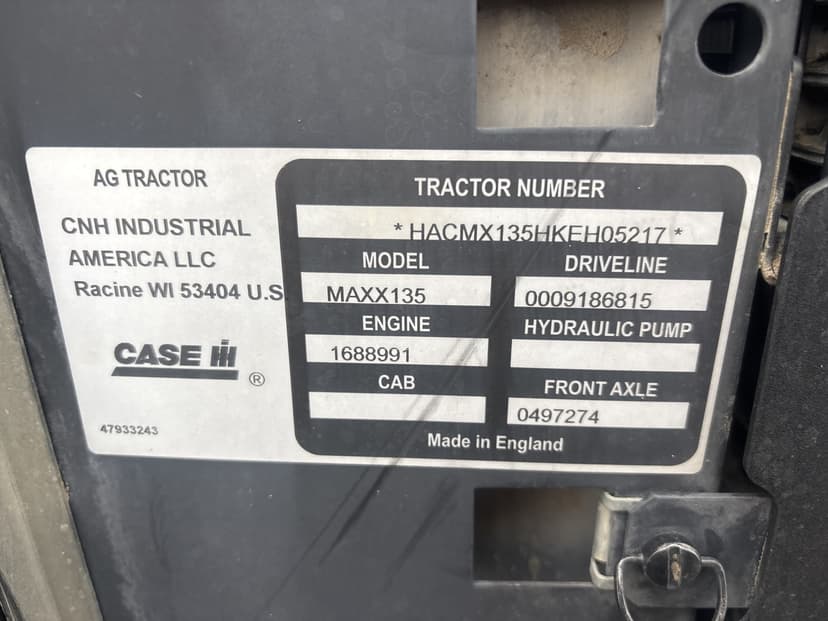 AG TRACTOR
CNH INDUSTRIAL
AMERICA LLC
Racine WI 53404 U.S
CASE IH
®
47933243
TRACTOR NUMBER
* HACMX135HKEH05217 *
MODEL
DRIVELINE
MAXX135
0009186815
ENGINE
HYDRAULIC PUMP
1688991
CAB
FRONT AXLE
0497274
Made in England